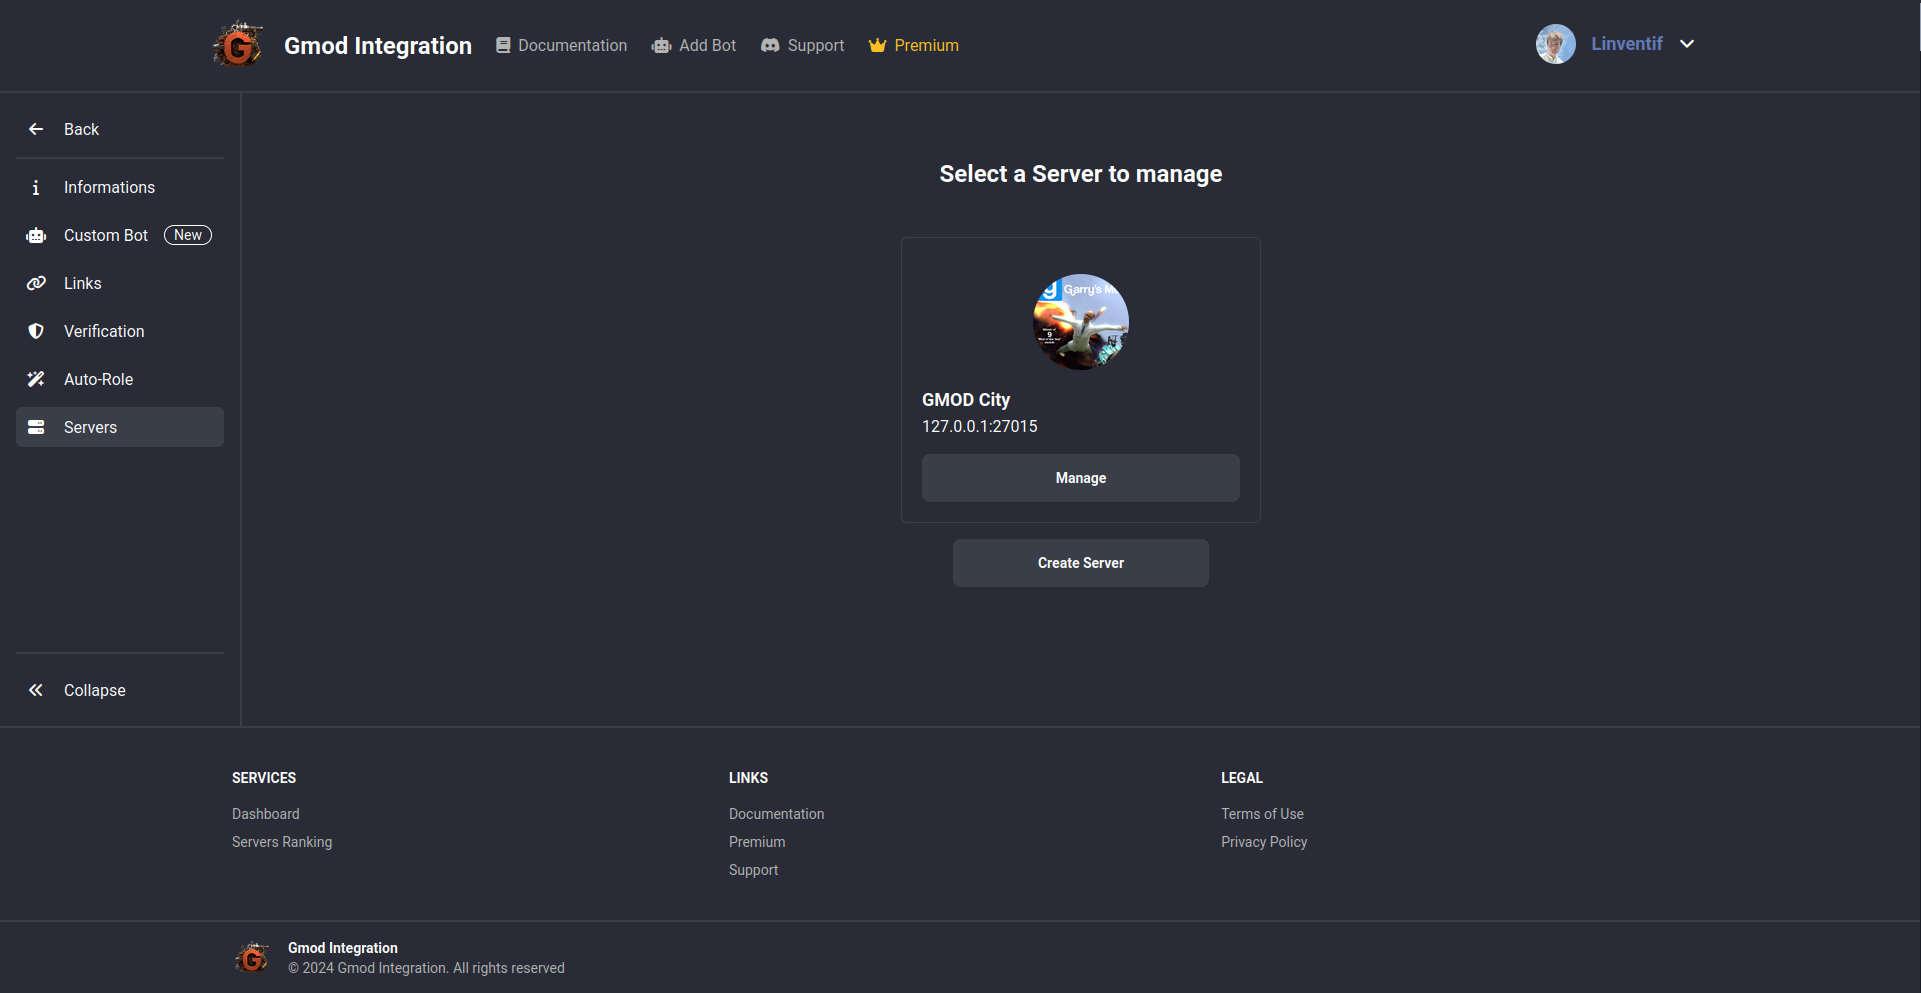 Gmod Integration
Documentation
Add Bot
Support
Premium
Linventif
Back
Informations
Custom Bot
New
Links
Verification
Auto-Role
Servers
Collapse
Select a Server to manage
Garry's M
GMOD City
127.0.0.1:27015
Manage
Create Server
SERVICES
Dashboard
Servers Ranking
LINKS
Documentation
Premium
Support
LEGAL
Terms of Use
Privacy Policy
Gmod Integration
© 2024 Gmod Integration. All rights reserved